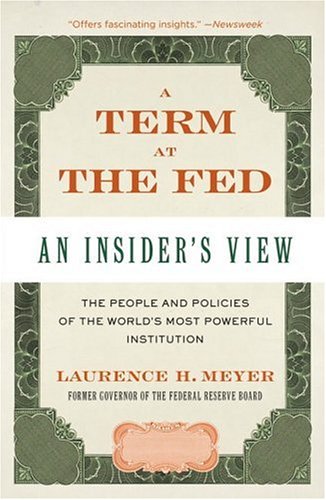 "Offers fascinating insights." —Newsweek
A
TERM
AT
THE FED
AN INSIDER'S VIEW
THE PEOPLE AND POLICIES
OF THE WORLD'S MOST POWERFUL
INSTITUTION
LAURENCE H. MEYER
FORMER GOVERNOR OF THE FEDERAL RESERVE BOARD